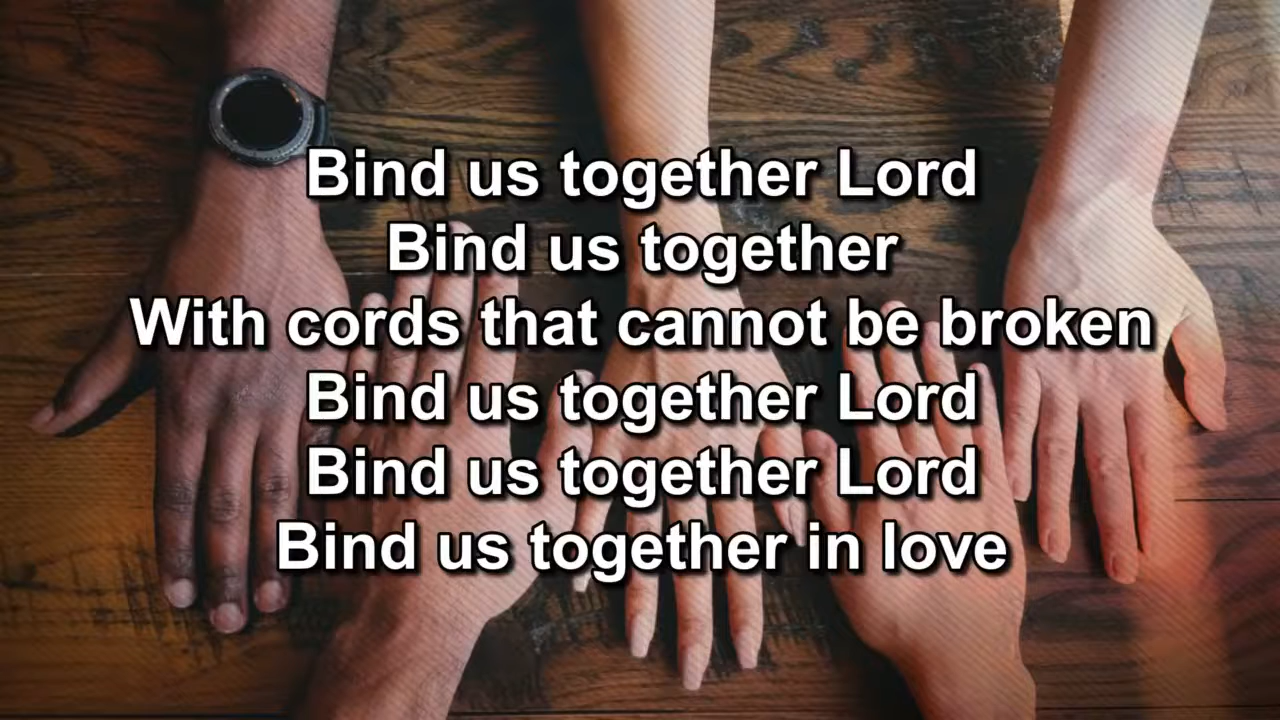 Bind us together Lord
Bind us together
With cords that cannot be broken
Bind us together Lord
Bind us together Lord
Bind us together in love